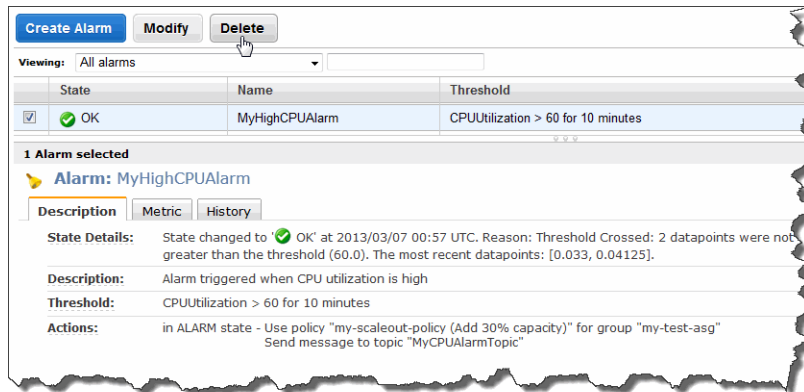 Create Alarm Modify Delete
Viewing: All alarms
State Name Threshold
OK MyHighCPUAlarm CPUUtilization > 60 for 10 minutes
1 Alarm selected
Alarm: MyHighCPUAlarm
Description Metric History
State Details: State changed to 'OK' at 2013/03/07 00:57 UTC. Reason: Threshold Crossed: 2 datapoints were not
greater than the threshold (60.0). The most recent datapoints: [0.033, 0.04125].
Description: Alarm triggered when CPU utilization is high
Threshold: CPUUtilization > 60 for 10 minutes
Actions: in ALARM state - Use policy "my-scaleout-policy (Add 30% capacity)" for group "my-test-asg"
Send message to topic "MyCPUAlarmTopic"